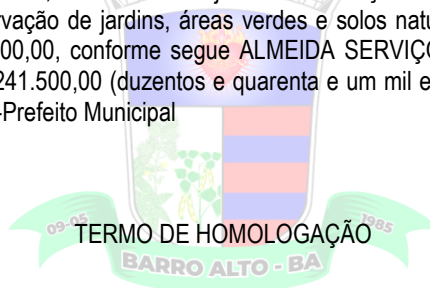 rvação de jardins, áreas verdes e solos natu
00,00, conforme segue ALMEIDA SERVIÇO
241.500,00 (duzentos e quarenta e um mil e
-Prefeito Municipal
TERMO DE HOMOLOGAÇÃO
09-05
1985
BARRO ALTO - BA